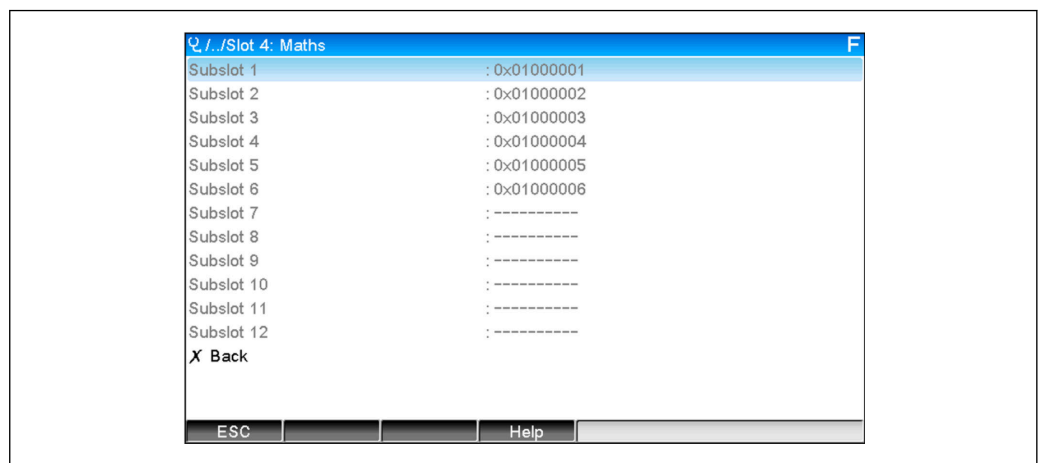 /../Slot 4: Maths F
Subslot 1 : 0x01000001
Subslot 2 : 0x01000002
Subslot 3 : 0x01000003
Subslot 4 : 0x01000004
Subslot 5 : 0x01000005
Subslot 6 : 0x01000006
Subslot 7 : ----------
Subslot 8 : ----------
Subslot 9 : ----------
Subslot 10 : ----------
Subslot 11 : ----------
Subslot 12 : ----------
X Back
ESC Help